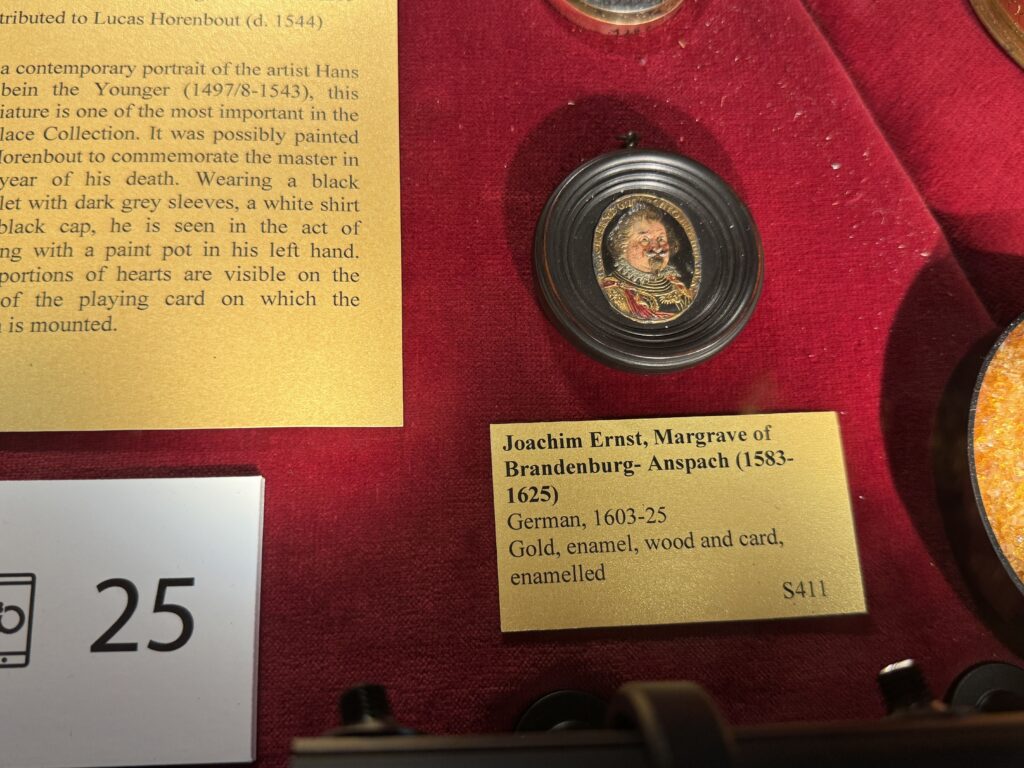 tributed to Lucas Horenbout (d. 1544)
a contemporary portrait of the artist Hans
bein the Younger (1497/8-1543), this
iature is one of the most important in the
lace Collection. It was possibly painted
Horenbout to commemorate the master in
year of his death. Wearing a black
let with dark grey sleeves, a white shirt
black cap, he is seen in the act of
ng with a paint pot in his left hand.
portions of hearts are visible on the
of the playing card on which the
is mounted.
25
Joachim Ernst, Margrave of
Brandenburg- Anspach (1583-
1625)
German, 1603-25
Gold, enamel, wood and card,
enamelled
S411